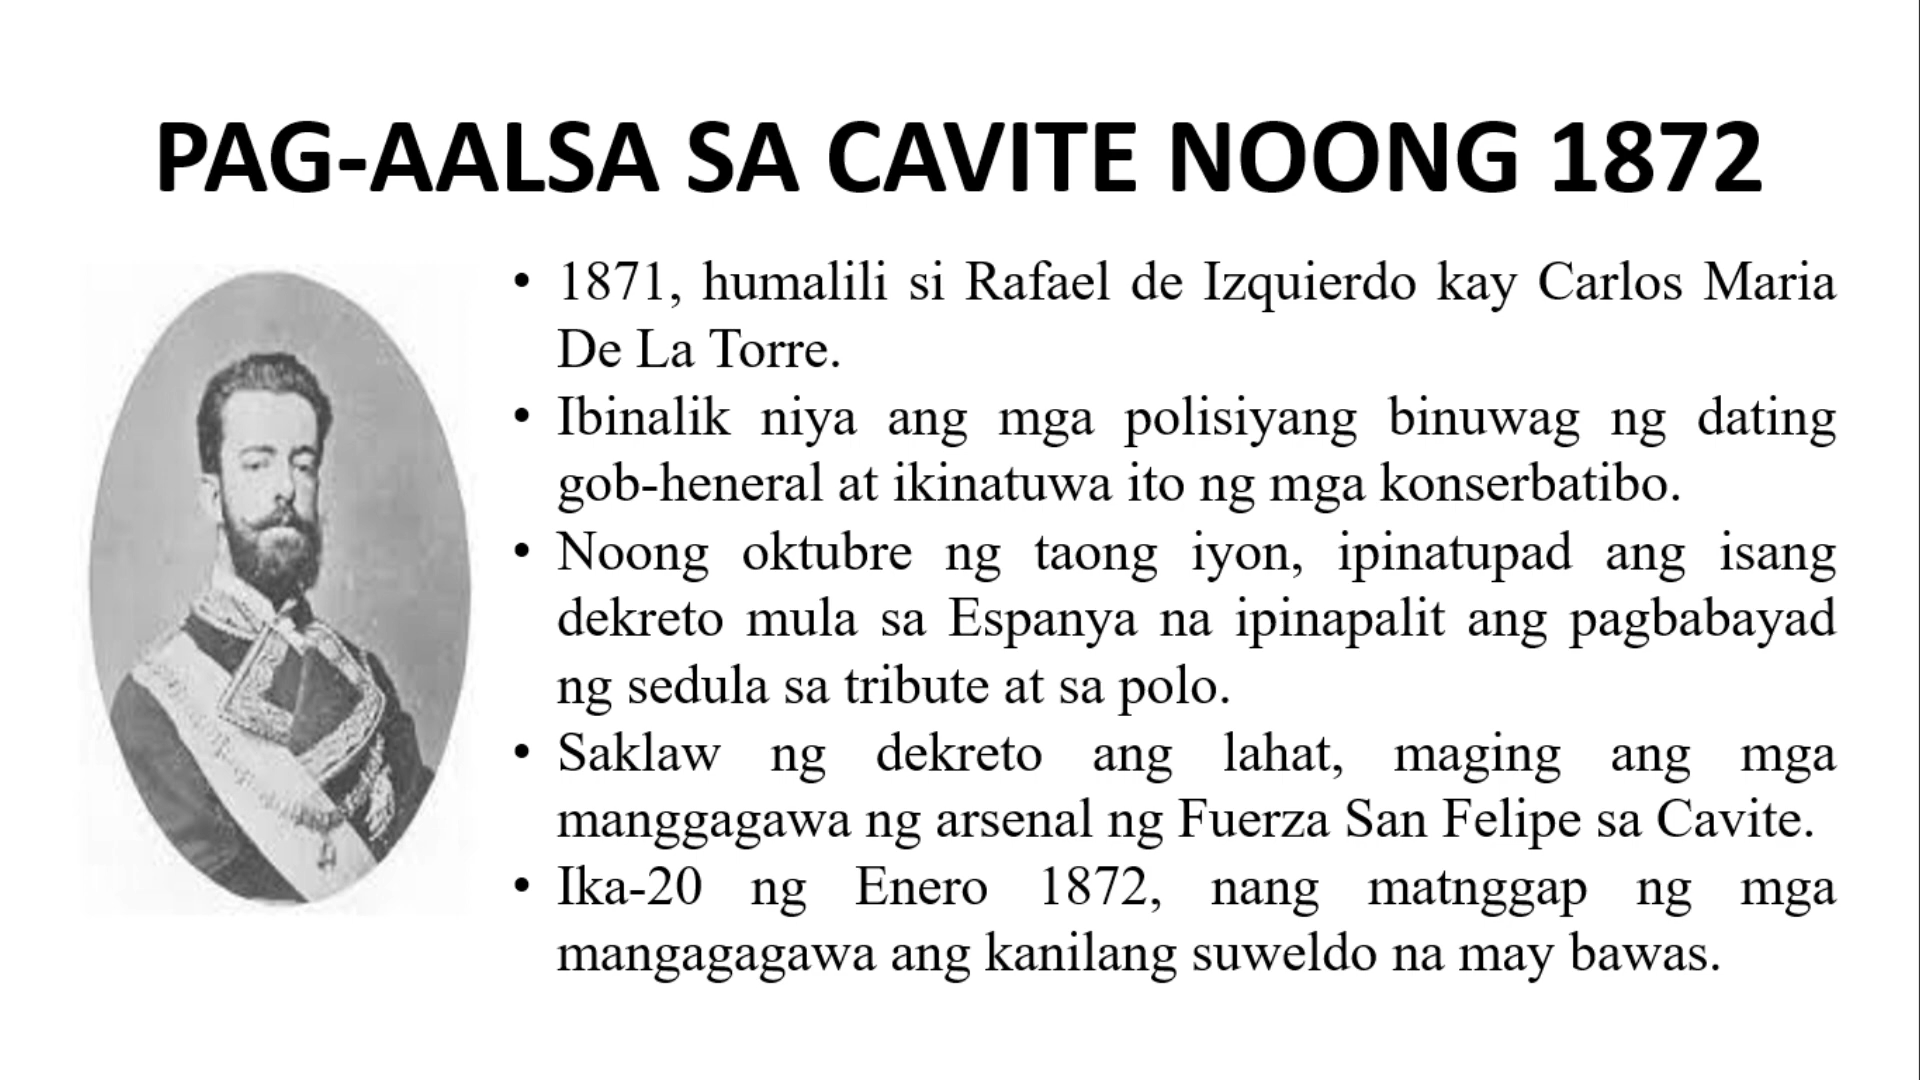 PAG-AALSA SA CAVITE NOONG 1872
• 1871, humalili si Rafael de Izquierdo kay Carlos Maria
De La Torre.
• Ibinalik niya ang mga polisiyang binuwag ng dating
gob-heneral at ikinatuwa ito ng mga konserbatibo.
• Noong oktubre ng taong iyon, ipinatupad ang isang
dekreto mula sa Espanya na ipinapalit ang pagbabayad
ng sedula sa tribute at sa polo.
• Saklaw ng dekreto ang lahat, maging ang mga
manggagawa ng arsenal ng Fuerza San Felipe sa Cavite.
• Ika-20 ng Enero 1872, nang matnggap ng mga
mangagagawa ang kanilang suweldo na may bawas.